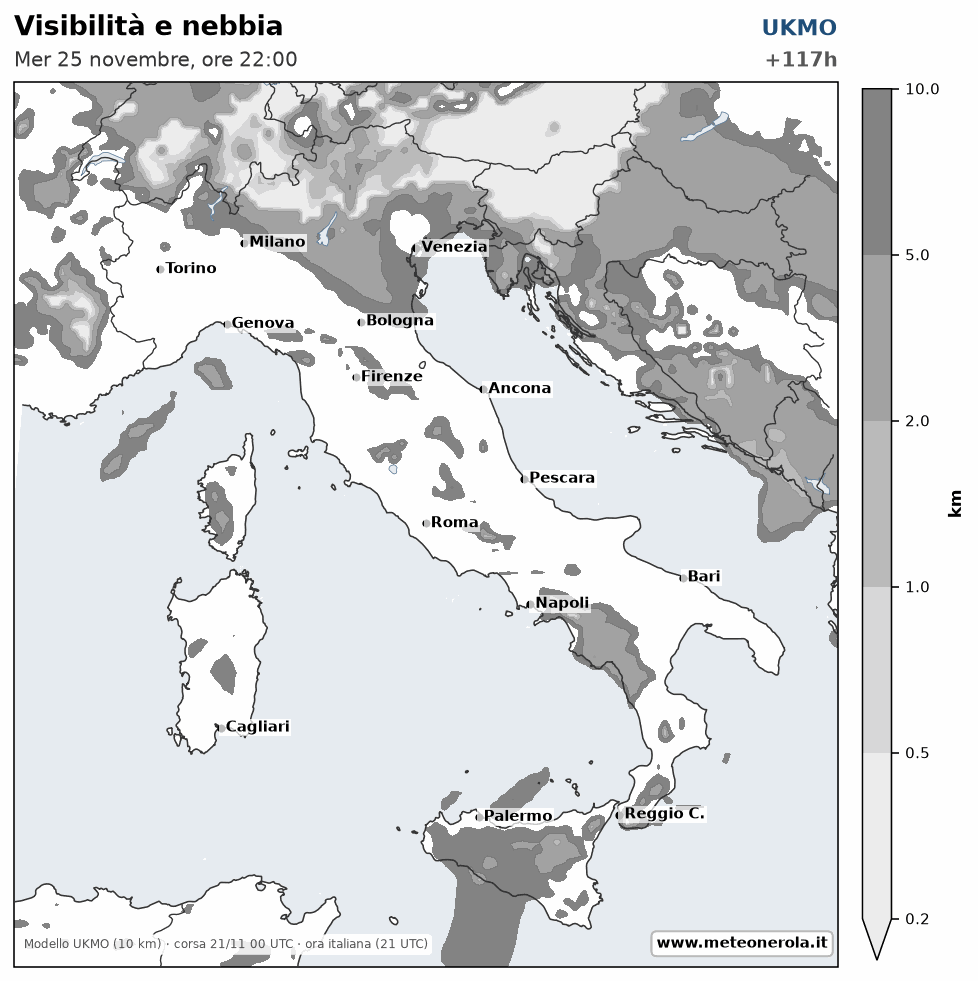 Visibilità e nebbia
UKMO
Mer 25 novembre, ore 22:00
+117h
10.0
5.0
2.0
1.0
0.5
0.2
km
Milano
Venezia
Torino
Genova
Bologna
Firenze
Ancona
Pescara
Roma
Bari
Napoli
Cagliari
Palermo
Reggio C.
Modello UKMO (10 km) · corsa 21/11 00 UTC · ora italiana (21 UTC)
www.meteonerola.it